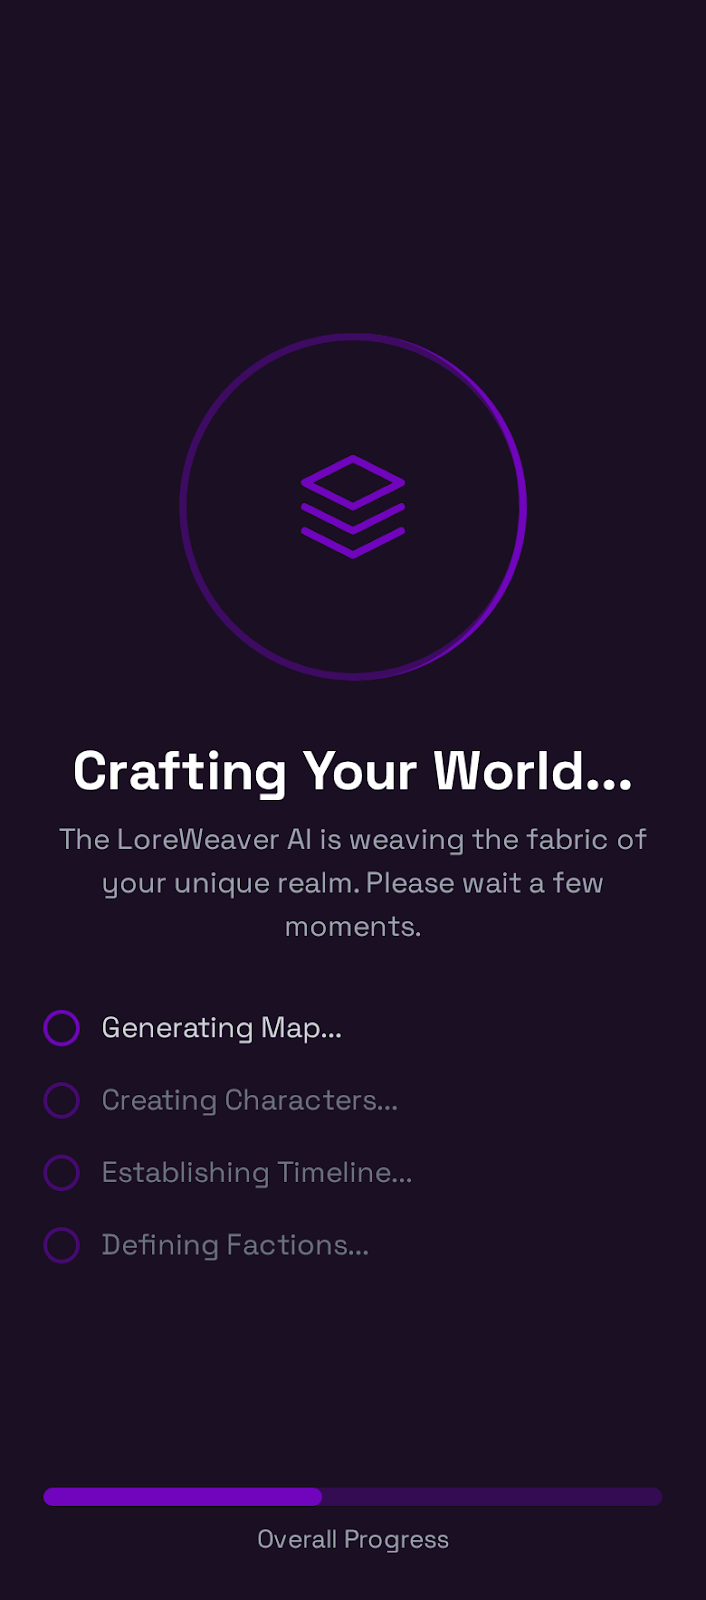 Crafting Your World...
The LoreWeaver AI is weaving the fabric of
your unique realm. Please wait a few
moments.
Generating Map...
Creating Characters...
Establishing Timeline...
Defining Factions...
Overall Progress